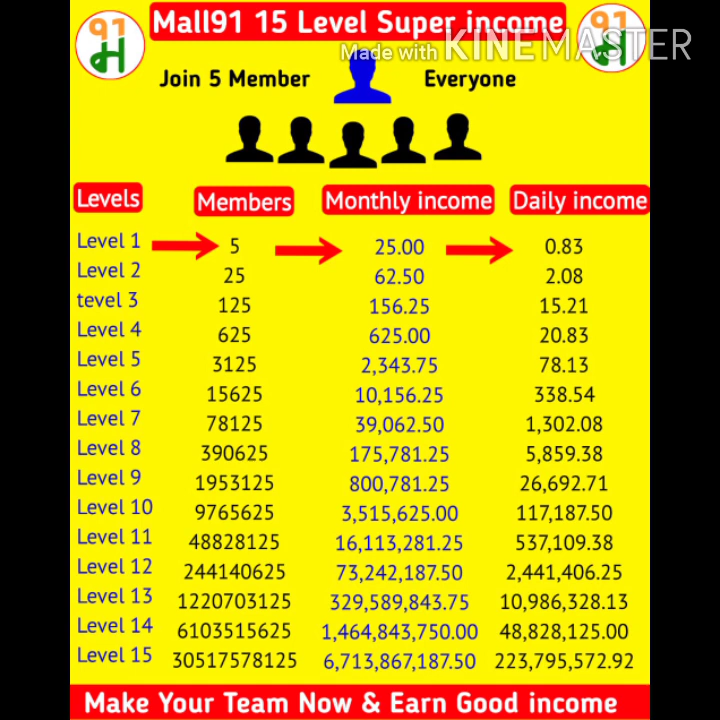 Mall91 15 Level Super income
Made with KINEMASTER
91
म
91
म
Join 5 Member Everyone
Levels Members Monthly income Daily income
Level 1 5 25.00 0.83
Level 2 25 62.50 2.08
tevel 3 125 156.25 15.21
Level 4 625 625.00 20.83
Level 5 3125 2,343.75 78.13
Level 6 15625 10,156.25 338.54
Level 7 78125 39,062.50 1,302.08
Level 8 390625 175,781.25 5,859.38
Level 9 1953125 800,781.25 26,692.71
Level 10 9765625 3,515,625.00 117,187.50
Level 11 48828125 16,113,281.25 537,109.38
Level 12 244140625 73,242,187.50 2,441,406.25
Level 13 1220703125 329,589,843.75 10,986,328.13
Level 14 6103515625 1,464,843,750.00 48,828,125.00
Level 15 30517578125 6,713,867,187.50 223,795,572.92
Make Your Team Now & Earn Good income